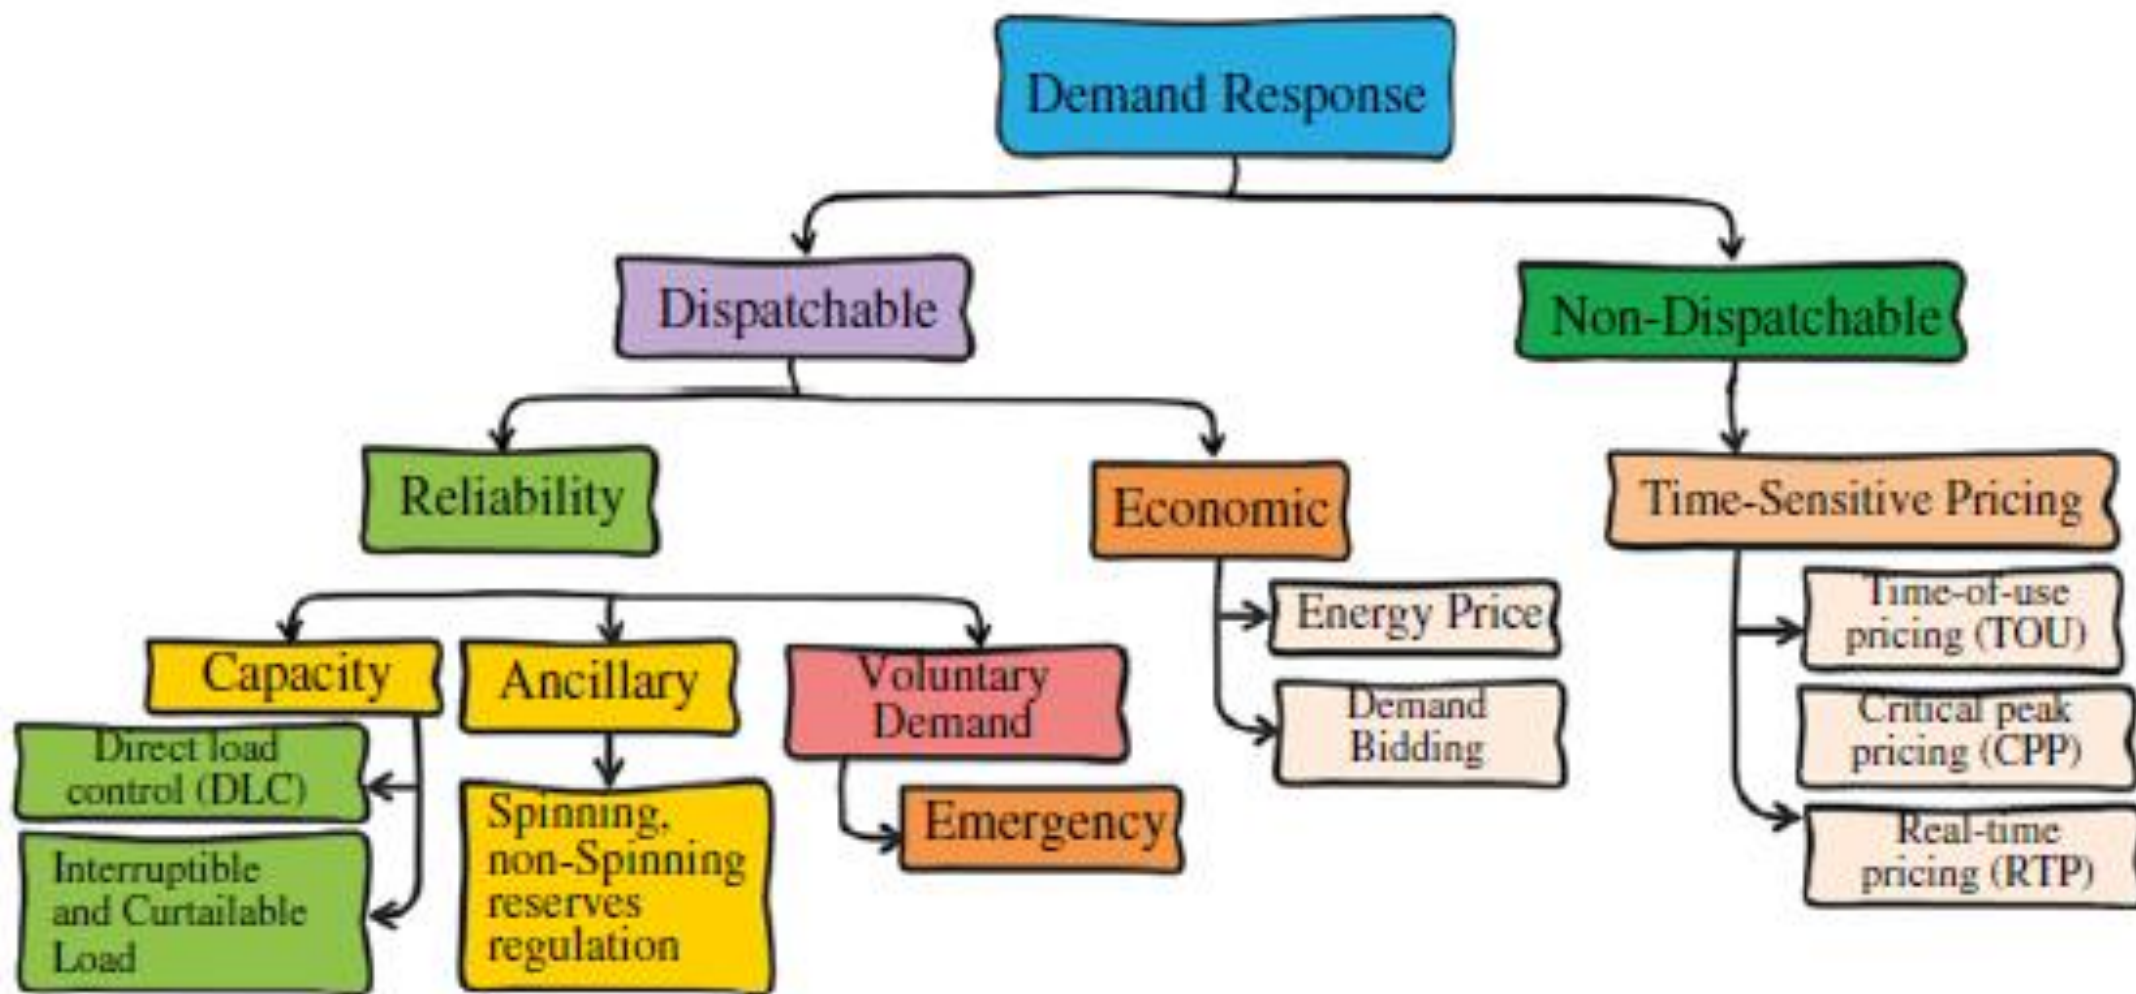 Demand Response
Dispatchable
Non-Dispatchable
Reliability
Economic
Time-Sensitive Pricing
Capacity
Ancillary
Voluntary
Demand
Energy Price
Demand
Bidding
Time-of-use
pricing (TOU)
Critical peak
pricing (CPP)
Real-time
pricing (RTP)
Direct load
control (DLC)
Interruptible
and Curtailable
Load
Spinning,
non-Spinning
reserves
regulation
Emergency